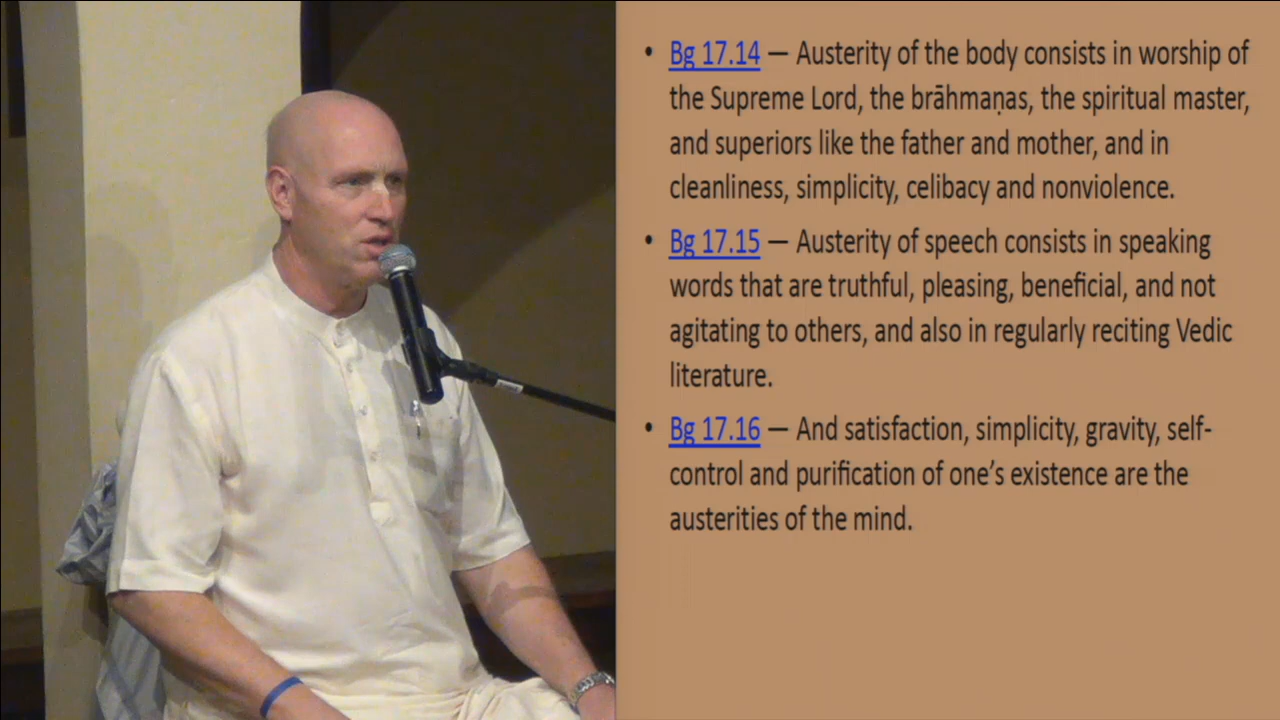 • Bg 17.14 — Austerity of the body consists in worship of
the Supreme Lord, the brāhmaṇas, the spiritual master,
and superiors like the father and mother, and in
cleanliness, simplicity, celibacy and nonviolence.
• Bg 17.15 — Austerity of speech consists in speaking
words that are truthful, pleasing, beneficial, and not
agitating to others, and also in regularly reciting Vedic
literature.
• Bg 17.16 — And satisfaction, simplicity, gravity, self-
control and purification of one’s existence are the
austerities of the mind.